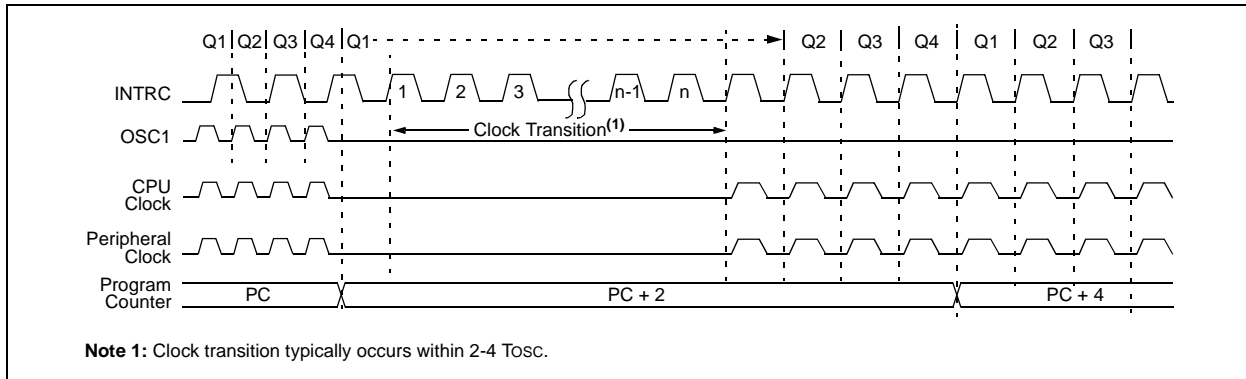 Q1 Q2 Q3 Q4 Q1 Q2 Q3 Q4 Q1 Q2 Q3
INTRC 1 2 3 n-1 n
OSC1 Clock Transition(1)
CPU
Clock
Peripheral
Clock
Program
Counter
PC PC + 2 PC + 4
Note 1: Clock transition typically occurs within 2-4 TOSC.